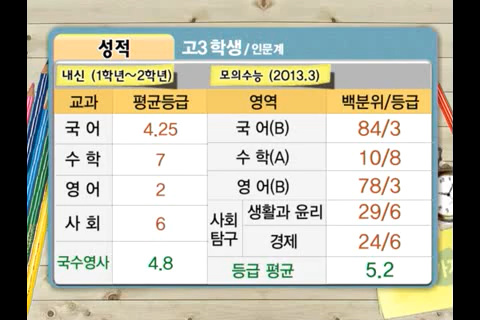 성적 고3 학생/인문계
내신 (1학년~2학년) 모의수능 (2013.3)
교과 평균등급 영역 백분위/등급
국 어 4.25 국 어(B) 84/3
수 학 7 수 학(A) 10/8
영 어 2 영 어(B) 78/3
사 회 6 사회탐구 생활과 윤리 29/6
경제 24/6
국수영사 4.8 등급 평균 5.2